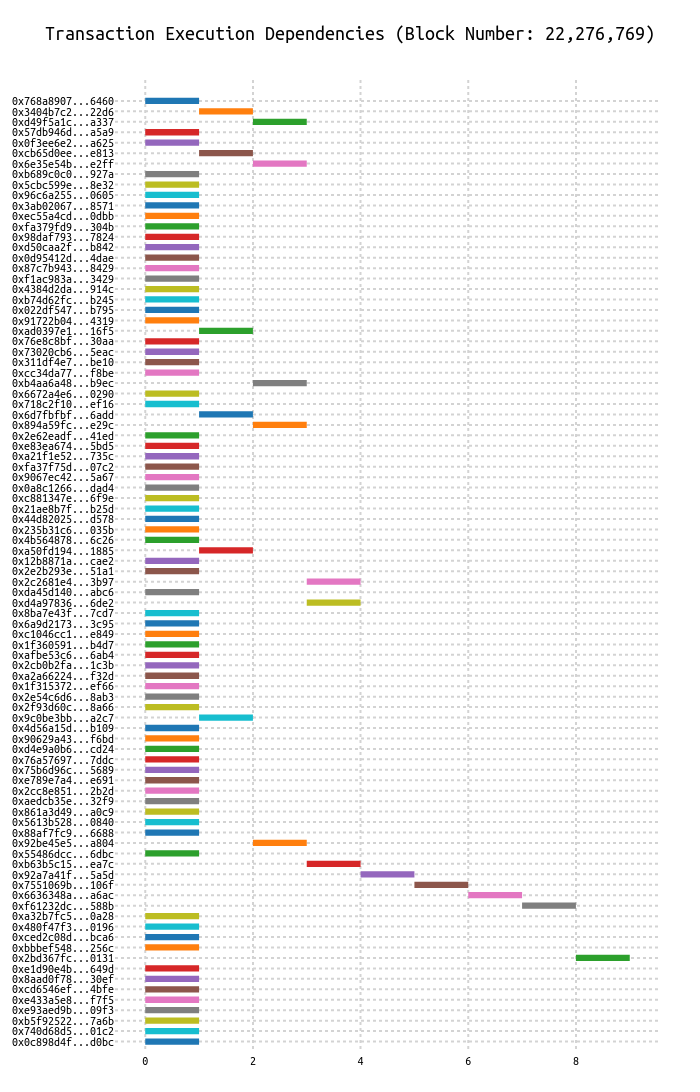 Transaction Execution Dependencies (Block Number: 22,276,769)
0x768a8907...6460
0x3404b7c2...22d6
0xd49f5a1c...a337
0x57db946d...a5a9
0x0f3ee6e2...a625
0xcb65d0ee...e813
0x6e35e54b...e2ff
0xb689c0c0...927a
0x5cbc599e...8e32
0x96c6a255...0605
0x3ab02067...8571
0xec55a4cd...0dbb
0xfa379fd9...304b
0x98daf793...7824
0xd50caa2f...b842
0x0d95412d...4dae
0x87c7b943...8429
0xf1ac983a...3429
0x4384d2da...914c
0xb74d62fc...b245
0x022df547...b795
0x91722b04...4319
0xad0397e1...16f5
0x76e8c8bf...30aa
0x73020cb6...5eac
0x311df4e7...be10
0xcc34da77...f8be
0xb4aa6a48...b9ec
0x6672a4e6...0290
0x718c2f10...ef16
0x6d7fbfbf...6add
0x894a59fc...e29c
0x2e62eadf...41ed
0xe83ea674...5bd5
0xa21f1e52...735c
0xfa37f75d...07c2
0x9067ec42...5a67
0x0a8c1266...dad4
0xc881347e...6f9e
0x21ae8b7f...b25d
0x44d82025...d578
0x235b31c6...035b
0x4b564878...6c26
0xa50fd194...1885
0x12b8871a...cae2
0x2e2b293e...51a1
0x2c2681e4...3b97
0xda45d140...abc6
0xd4a97836...6de2
0x8ba7e43f...7cd7
0x6a9d2173...3c95
0xc1046cc1...e849
0x1f360591...b4d7
0xafbe53c6...6ab4
0x2cb0b2fa...1c3b
0xa2a66224...f32d
0x1f315372...ef66
0x2e54c6d6...8ab3
0x2f93d60c...8a66
0x9c0be3bb...a2c7
0x4d56a15d...b109
0x90629a43...f6bd
0xd4e9a0b6...cd24
0x76a57697...7ddc
0x75b6d96c...5689
0xe789e7a4...e691
0x2cc8e851...2b2d
0xaedcb35e...32f9
0x861a3d49...a0c9
0x5613b528...0840
0x88af7fc9...6688
0x92be45e5...a804
0x55486dcc...6dbc
0xb63b5c15...ea7c
0x92a7a41f...5a5d
0x7551069b...106f
0x6636348a...a6ac
0xf61232dc...588b
0xa32b7fc5...0a28
0x480f47f3...0196
0xced2c08d...bca6
0xbbbef548...256c
0x2bd367fc...0131
0xe1d90e4b...649d
0x8aad0f78...30ef
0xcd6546ef...4bfe
0xe433a5e8...f7f5
0xe93aed9b...09f3
0xb5f92522...7a6b
0x740d68d5...01c2
0x0c898d4f...d0bc
0 2 4 6 8